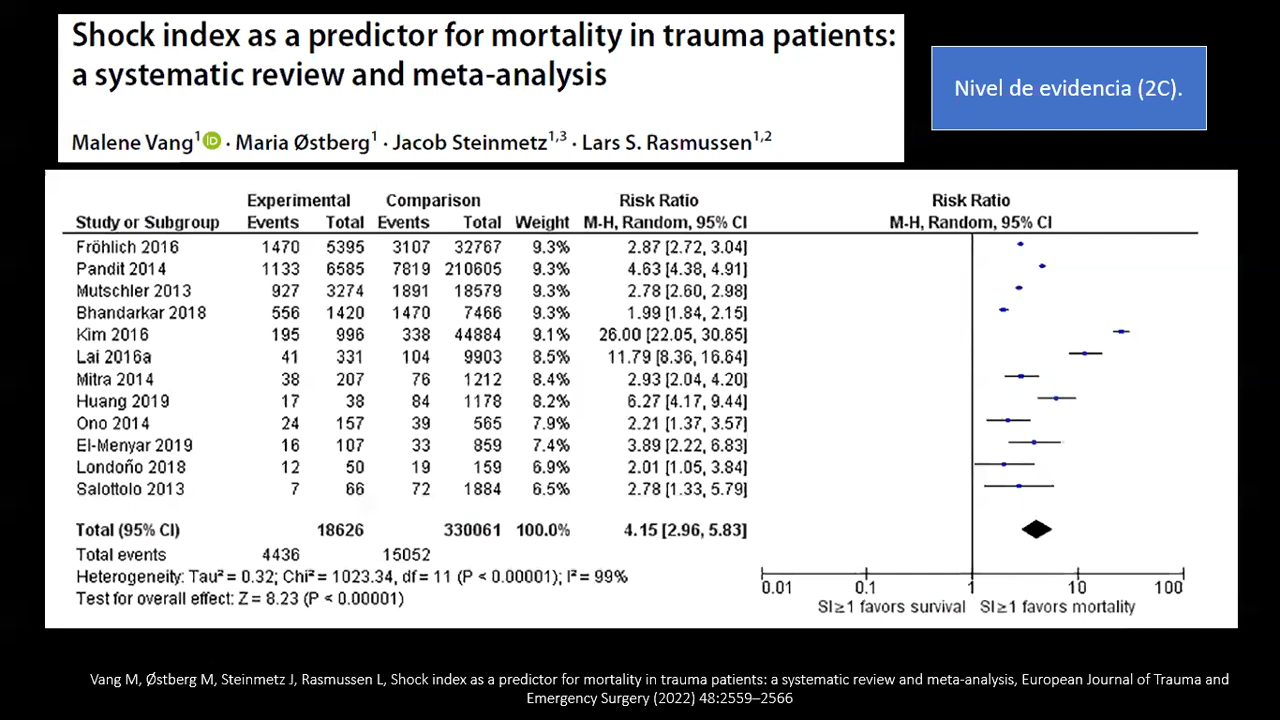 Shock index as a predictor for mortality in trauma patients:
a systematic review and meta-analysis
Malene Vang¹ iD · Maria Østberg¹ · Jacob Steinmetz¹,³ · Lars S. Rasmussen¹,²
Nivel de evidencia (2C).
Experimental Comparison Risk Ratio Risk Ratio
Study or Subgroup Events Total Events Total Weight M-H, Random, 95% CI M-H, Random, 95% CI
Fröhlich 2016 1470 5395 3107 32767 9.3% 2.87 [2.72, 3.04]
Pandit 2014 1133 6585 7819 210605 9.3% 4.63 [4.38, 4.91]
Mutschler 2013 927 3274 1891 18579 9.3% 2.78 [2.60, 2.98]
Bhandarkar 2018 556 1420 1470 7466 9.3% 1.99 [1.84, 2.15]
Kim 2016 195 996 338 44884 9.1% 26.00 [22.05, 30.65]
Lai 2016a 41 331 104 9903 8.5% 11.79 [8.36, 16.64]
Mitra 2014 38 207 76 1212 8.4% 2.93 [2.04, 4.20]
Huang 2019 17 38 84 1178 8.2% 6.27 [4.17, 9.44]
Ono 2014 24 157 39 565 7.9% 2.21 [1.37, 3.57]
El-Menyar 2019 16 107 33 859 7.4% 3.89 [2.22, 6.83]
Londoño 2018 12 50 19 159 6.9% 2.01 [1.05, 3.84]
Salottolo 2013 7 66 72 1884 6.5% 2.78 [1.33, 5.79]
Total (95% CI) 18626 330061 100.0% 4.15 [2.96, 5.83]
Total events 4436 15052
Heterogeneity: Tau² = 0.32; Chi² = 1023.34, df = 11 (P < 0.00001); I² = 99%
Test for overall effect: Z = 8.23 (P < 0.00001)
0.01 0.1 1 10 100
SI≥1 favors survival SI≥1 favors mortality
Vang M, Østberg M, Steinmetz J, Rasmussen L, Shock index as a predictor for mortality in trauma patients: a systematic review and meta-analysis, European Journal of Trauma and
Emergency Surgery (2022) 48:2559–2566